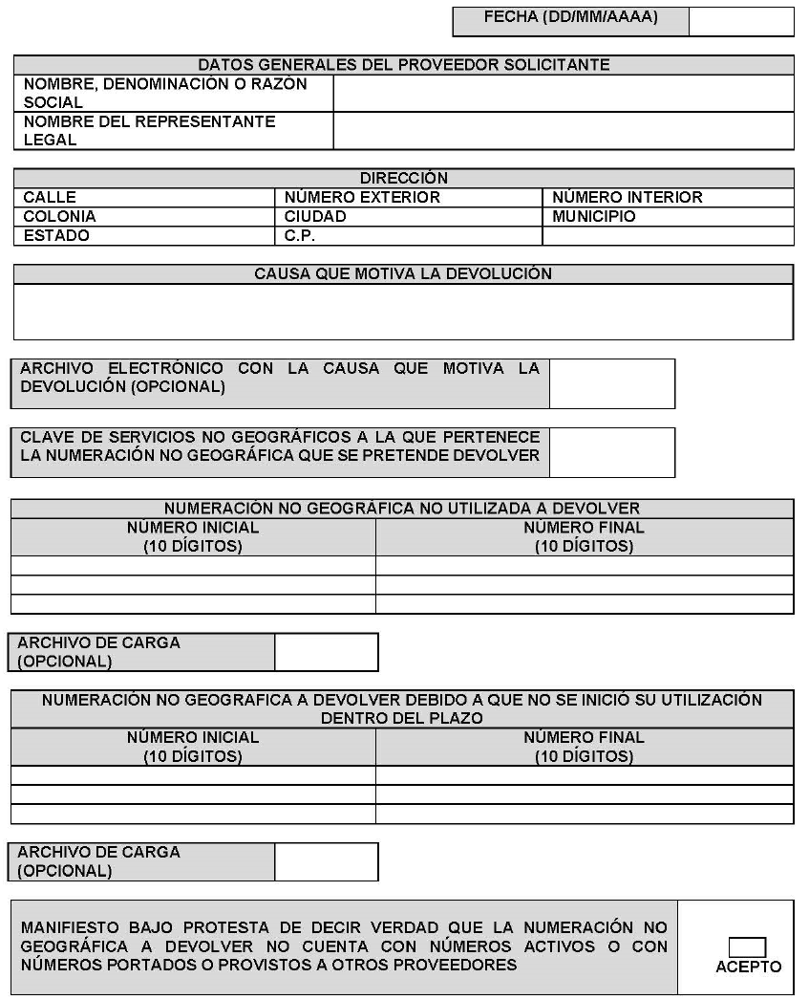 FECHA (DD/MM/AAAA)
DATOS GENERALES DEL PROVEEDOR SOLICITANTE
NOMBRE, DENOMINACIÓN O RAZÓN
SOCIAL
NOMBRE DEL REPRESENTANTE
LEGAL
DIRECCIÓN
CALLE NÚMERO EXTERIOR NÚMERO INTERIOR
COLONIA CIUDAD MUNICIPIO
ESTADO C.P.
CAUSA QUE MOTIVA LA DEVOLUCIÓN
ARCHIVO ELECTRÓNICO CON LA CAUSA QUE MOTIVA LA
DEVOLUCIÓN (OPCIONAL)
CLAVE DE SERVICIOS NO GEOGRÁFICOS A LA QUE PERTENECE
LA NUMERACIÓN NO GEOGRÁFICA QUE SE PRETENDE DEVOLVER
NUMERACIÓN NO GEOGRÁFICA NO UTILIZADA A DEVOLVER
NÚMERO INICIAL NÚMERO FINAL
(10 DÍGITOS) (10 DÍGITOS)
ARCHIVO DE CARGA
(OPCIONAL)
NUMERACIÓN NO GEOGRAFICA A DEVOLVER DEBIDO A QUE NO SE INICIÓ SU UTILIZACIÓN
DENTRO DEL PLAZO
NÚMERO INICIAL NÚMERO FINAL
(10 DÍGITOS) (10 DÍGITOS)
ARCHIVO DE CARGA
(OPCIONAL)
MANIFIESTO BAJO PROTESTA DE DECIR VERDAD QUE LA NUMERACIÓN NO
GEOGRÁFICA A DEVOLVER NO CUENTA CON NÚMEROS ACTIVOS O CON
NÚMEROS PORTADOS O PROVISTOS A OTROS PROVEEDORES
ACEPTO